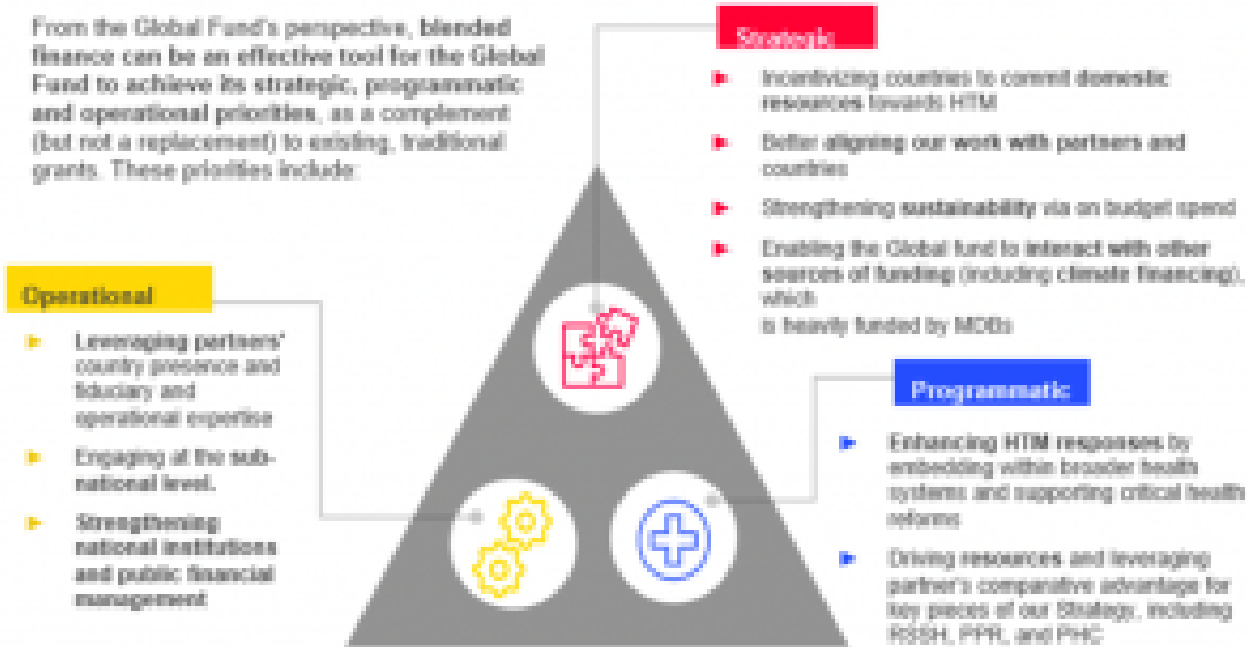 From the Global Fund's perspective, blended
finance can be an effective tool for the Global
Fund to achieve its strategic, programmatic
and operational priorities, as a complement
(but not a replacement) to existing, traditional
grants. These priorities include:
Strategic
Incentivizing countries to commit domestic
resources towards HTM
Better aligning our work with partners and
countries
Strengthening sustainability via on budget spend
Enabling the Global fund to interact with other
sources of funding (including climate financing),
which
is heavily funded by MDBs
Operational
Leveraging partners'
country presence and
fiduciary and
operational expertise
Engaging at the sub-
national level.
Strengthening
national institutions
and public financial
management
Programmatic
Enhancing HTM responses by
embedding within broader health
systems and supporting critical health
reforms
Driving resources and leveraging
partner's comparative advantage for
key pieces of our Strategy, including
RSSH, PPR, and PHC